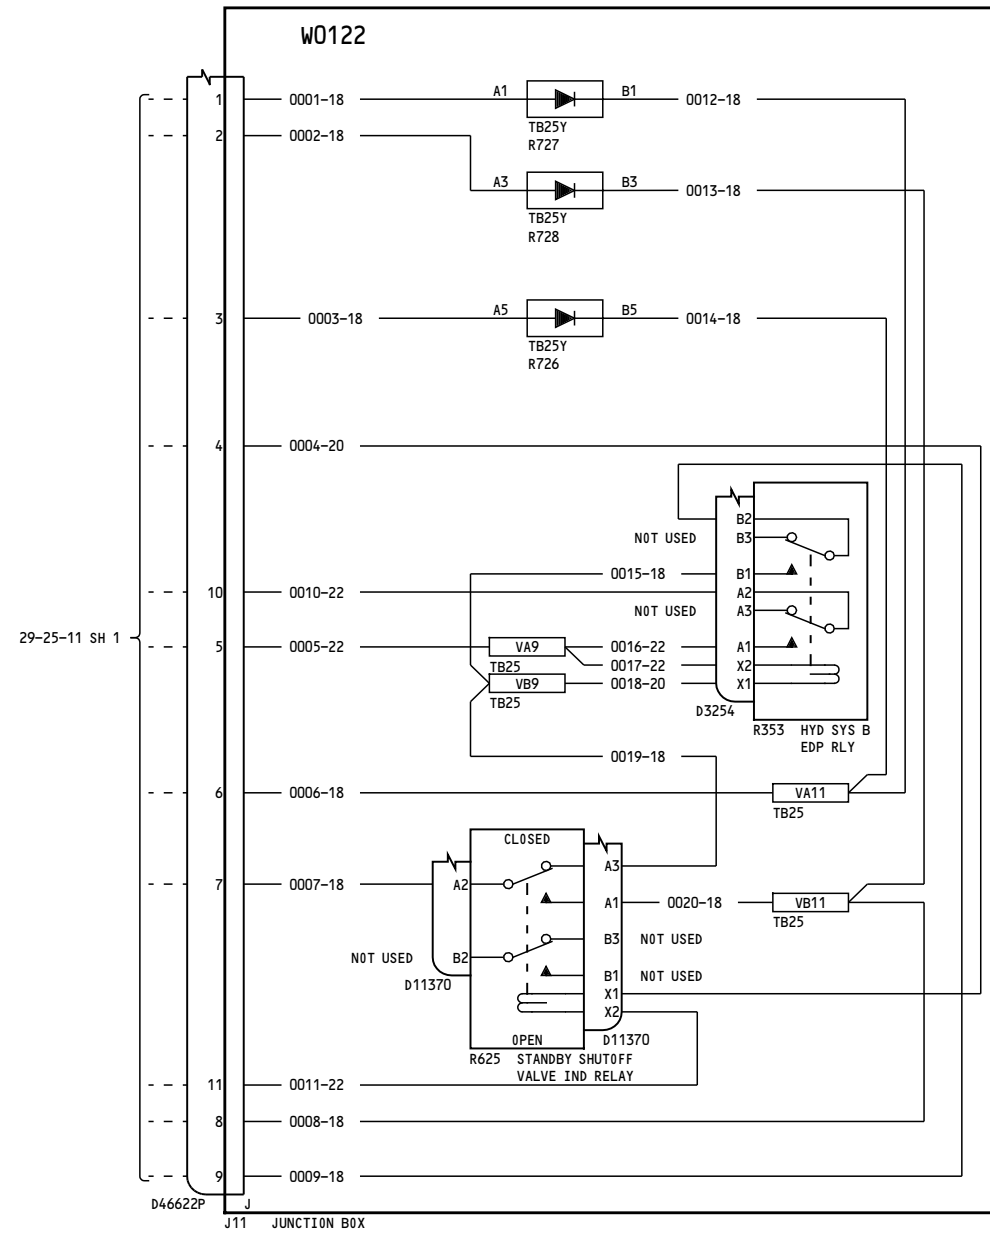 W0122
1 0001-18 A1 B1 0012-18
TB25Y
R727
2 0002-18
A3 B3 0013-18
TB25Y
R728
3 0003-18 A5 B5 0014-18
TB25Y
R726
4 0004-20
B2
NOT USED B3
0015-18 B1
10 0010-22 A2
NOT USED A3
29-25-11 SH 1
5 0005-22 VA9 0016-22 A1
TB25 0017-22 X2
VB9 0018-20 X1
TB25
D3254
R353 HYD SYS B
EDP RLY
0019-18
6 0006-18 VA11
TB25
CLOSED
A3
7 0007-18 A2
A1 0020-18 VB11
TB25
B3 NOT USED
NOT USED B2
B1 NOT USED
D11370
X1
X2
OPEN D11370
R625 STANDBY SHUTOFF
VALVE IND RELAY
11 0011-22
8 0008-18
9 0009-18
D46622P J
J11 JUNCTION BOX